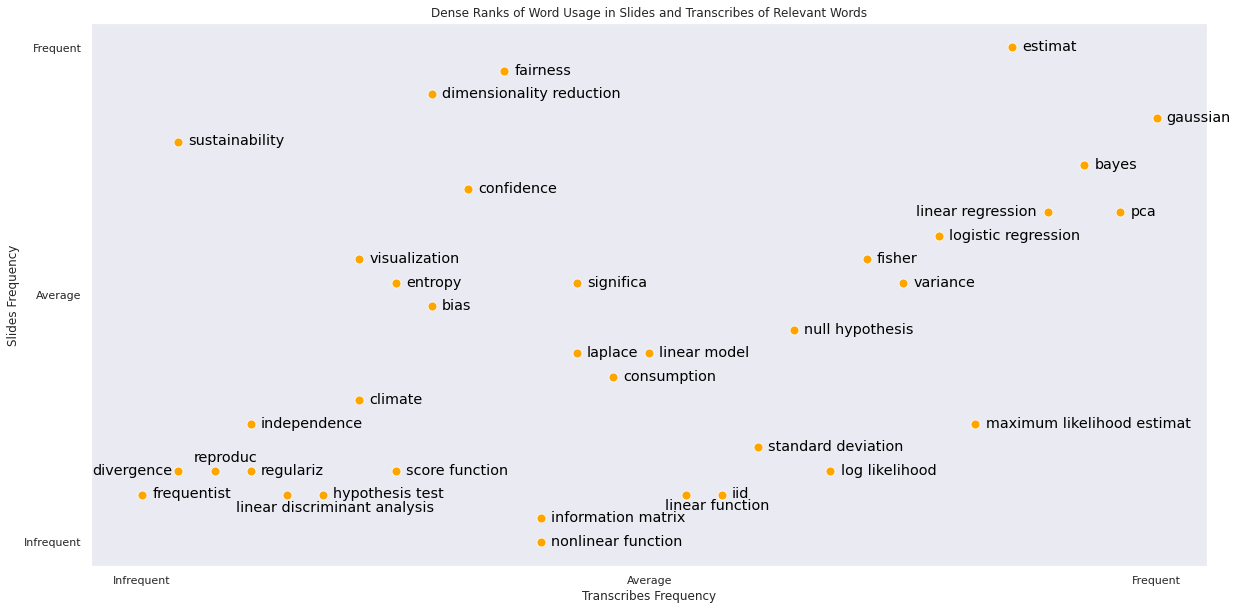 Dense Ranks of Word Usage in Slides and Transcribes of Relevant Words
Frequent
estimat
fairness
dimensionality reduction
gaussian
sustainability
bayes
confidence
linear regression
pca
logistic regression
visualization
fisher
entropy
significa
variance
Average
bias
Slides Frequency
null hypothesis
laplace
linear model
consumption
climate
independence
maximum likelihood estimat
standard deviation
reproduc
divergence
regulariz
score function
log likelihood
frequentist
hypothesis test
iid
linear discriminant analysis
linear function
information matrix
Infrequent
nonlinear function
Infrequent
Average
Frequent
Transcribes Frequency